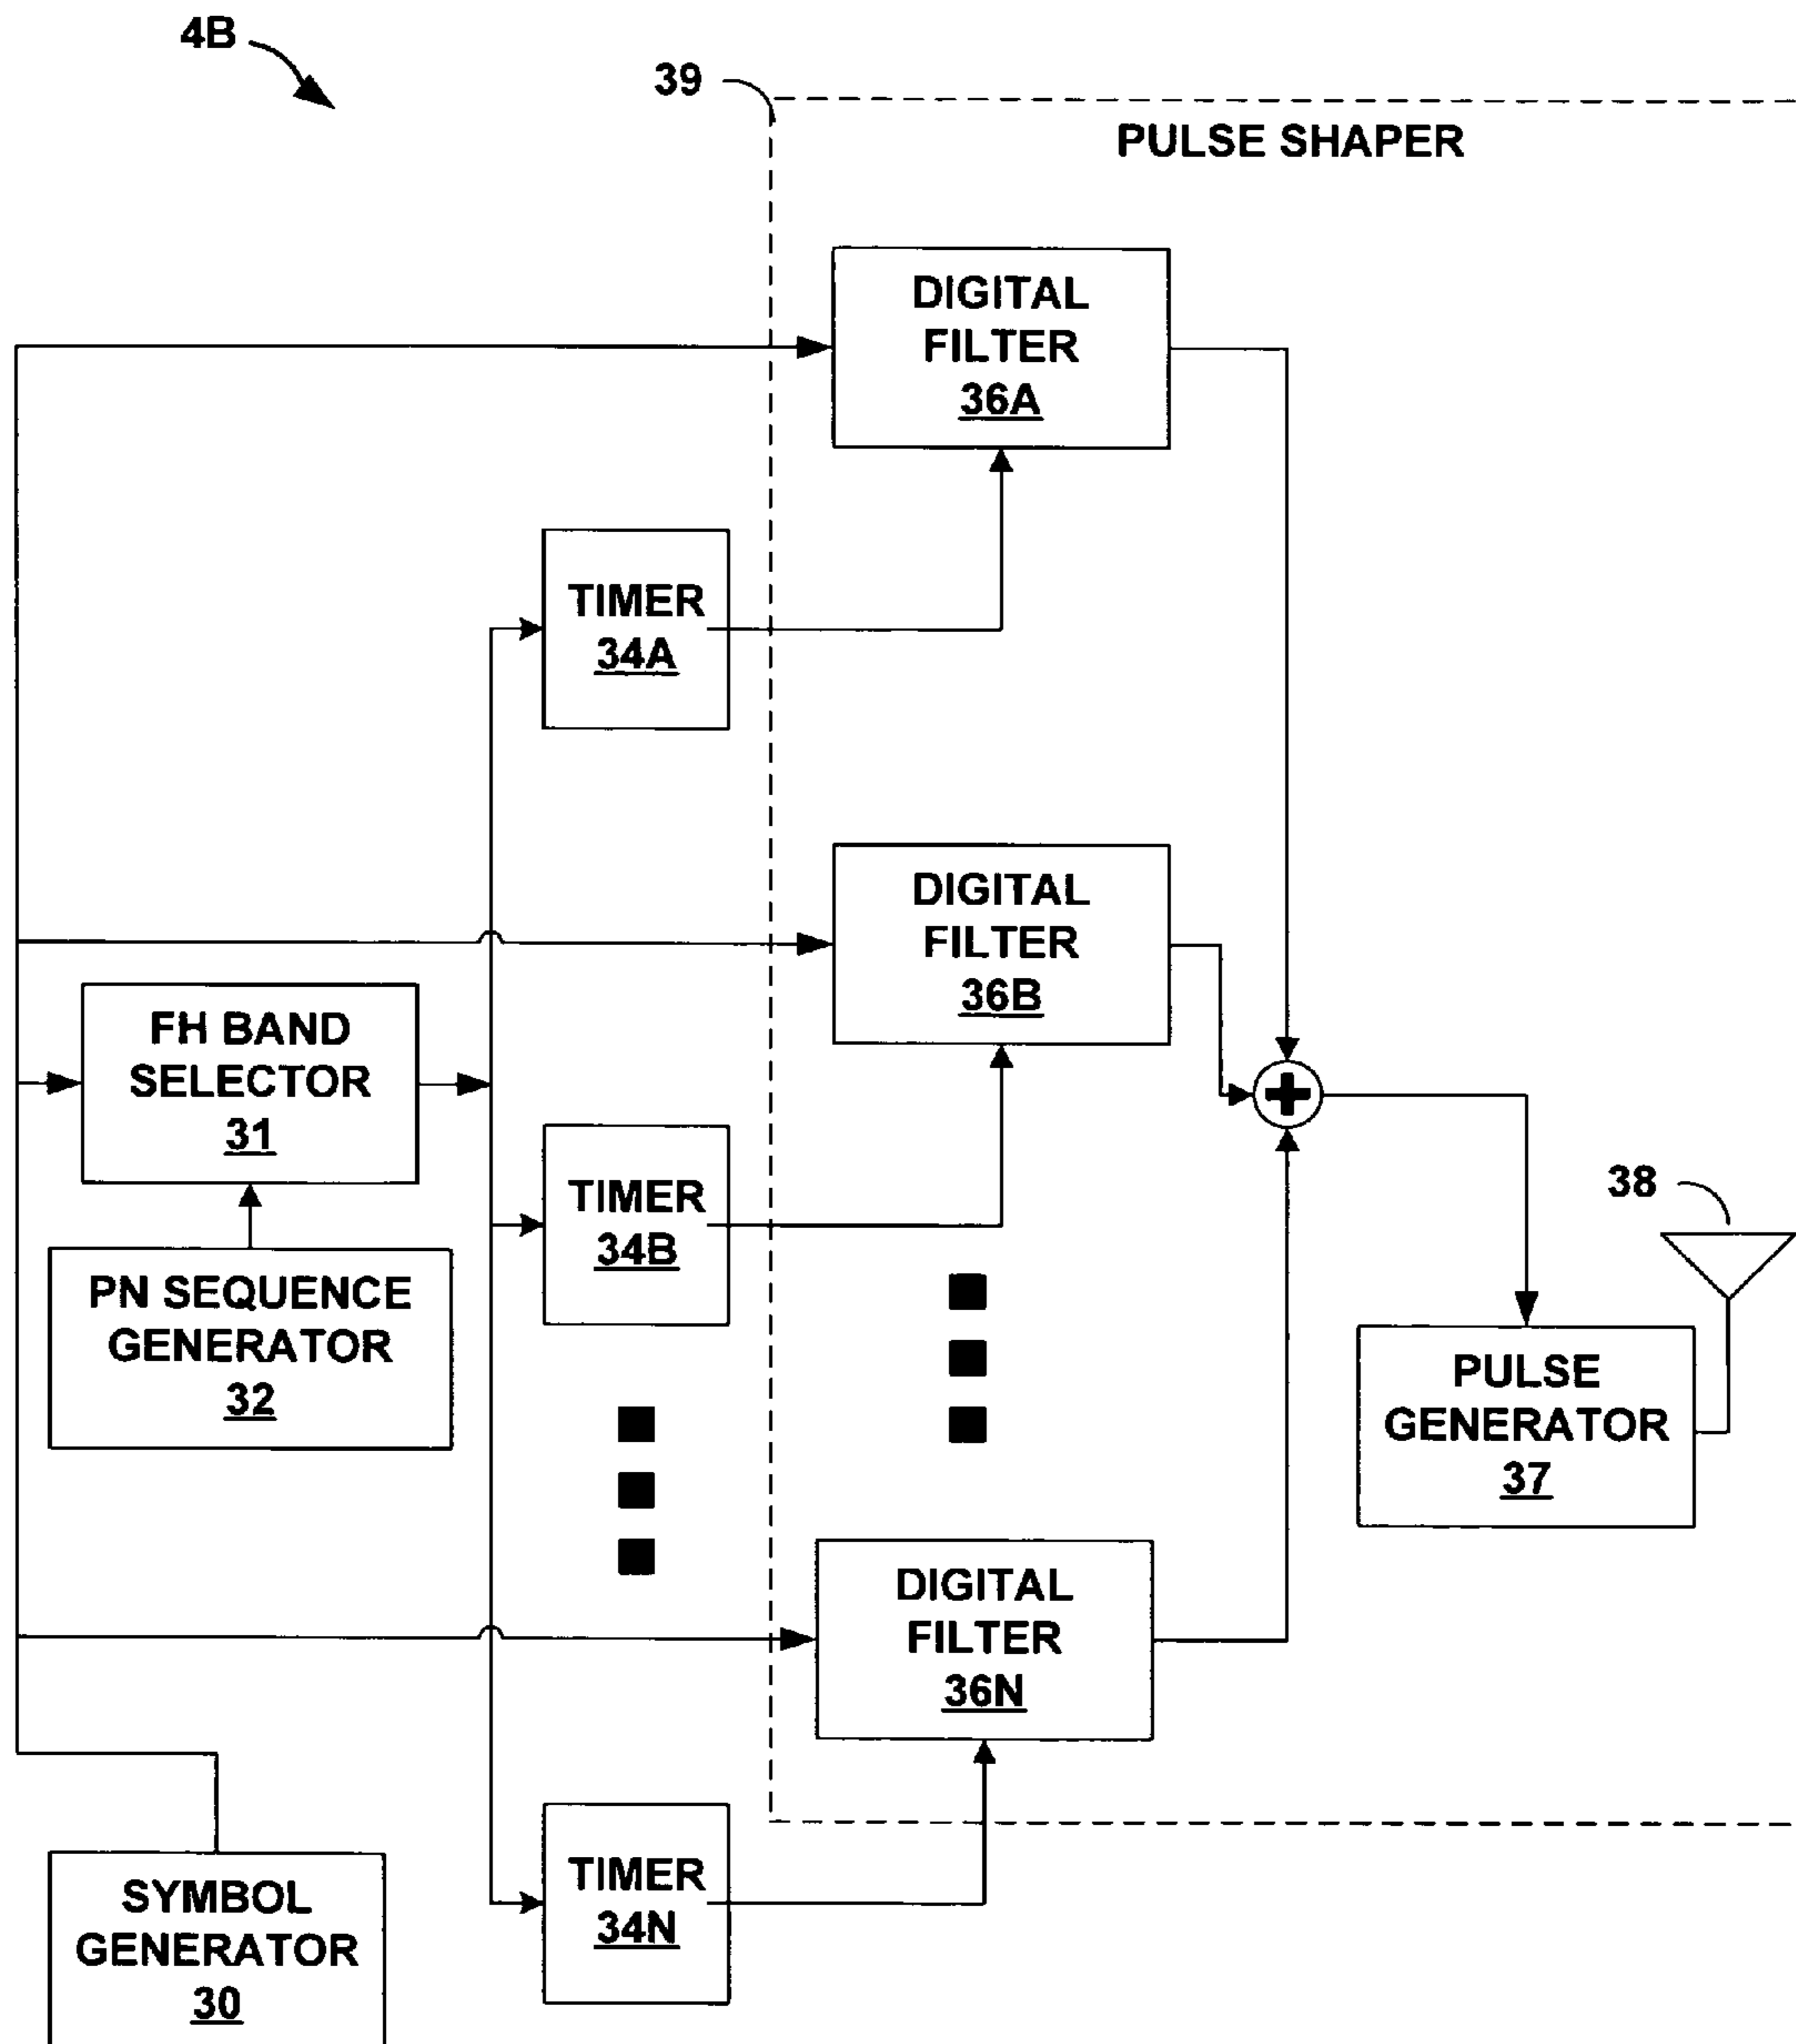 4B
39
PULSE SHAPER
DIGITAL
FILTER
36A
TIMER
34A
DIGITAL
FILTER
36B
FH BAND
SELECTOR
31
TIMER
34B
38
PN SEQUENCE
GENERATOR
32
PULSE
GENERATOR
37
DIGITAL
FILTER
36N
TIMER
34N
SYMBOL
GENERATOR
30